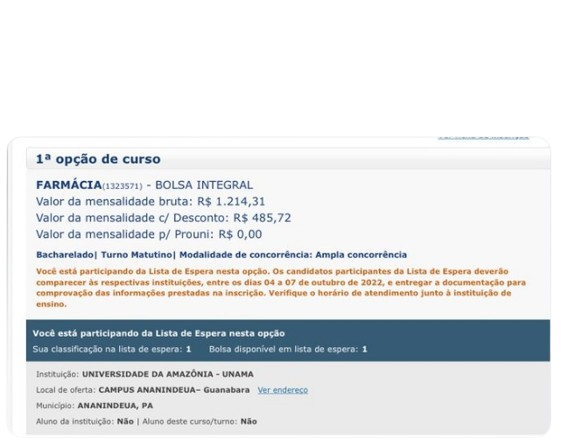 1ª opção de curso
FARMÁCIA(1323571) - BOLSA INTEGRAL
Valor da mensalidade bruta: R$ 1.214,31
Valor da mensalidade c/ Desconto: R$ 485,72
Valor da mensalidade p/ Prouni: R$ 0,00
Bacharelado| Turno Matutino| Modalidade de concorrência: Ampla concorrência
Você está participando da Lista de Espera nesta opção. Os candidatos participantes da Lista de Espera deverão
comparecer às respectivas instituições, entre os dias 04 a 07 de outubro de 2022, e entregar a documentação para
comprovação das informações prestadas na inscrição. Verifique o horário de atendimento junto à instituição de
ensino.
Você está participando da Lista de Espera nesta opção
Sua classificação na lista de espera: 1 Bolsa disponível em lista de espera: 1
Instituição: UNIVERSIDADE DA AMAZÔNIA - UNAMA
Local de oferta: CAMPUS ANANINDEUA– Guanabara Ver endereço
Município: ANANINDEUA, PA
Aluno da instituição: Não | Aluno deste curso/turno: Não